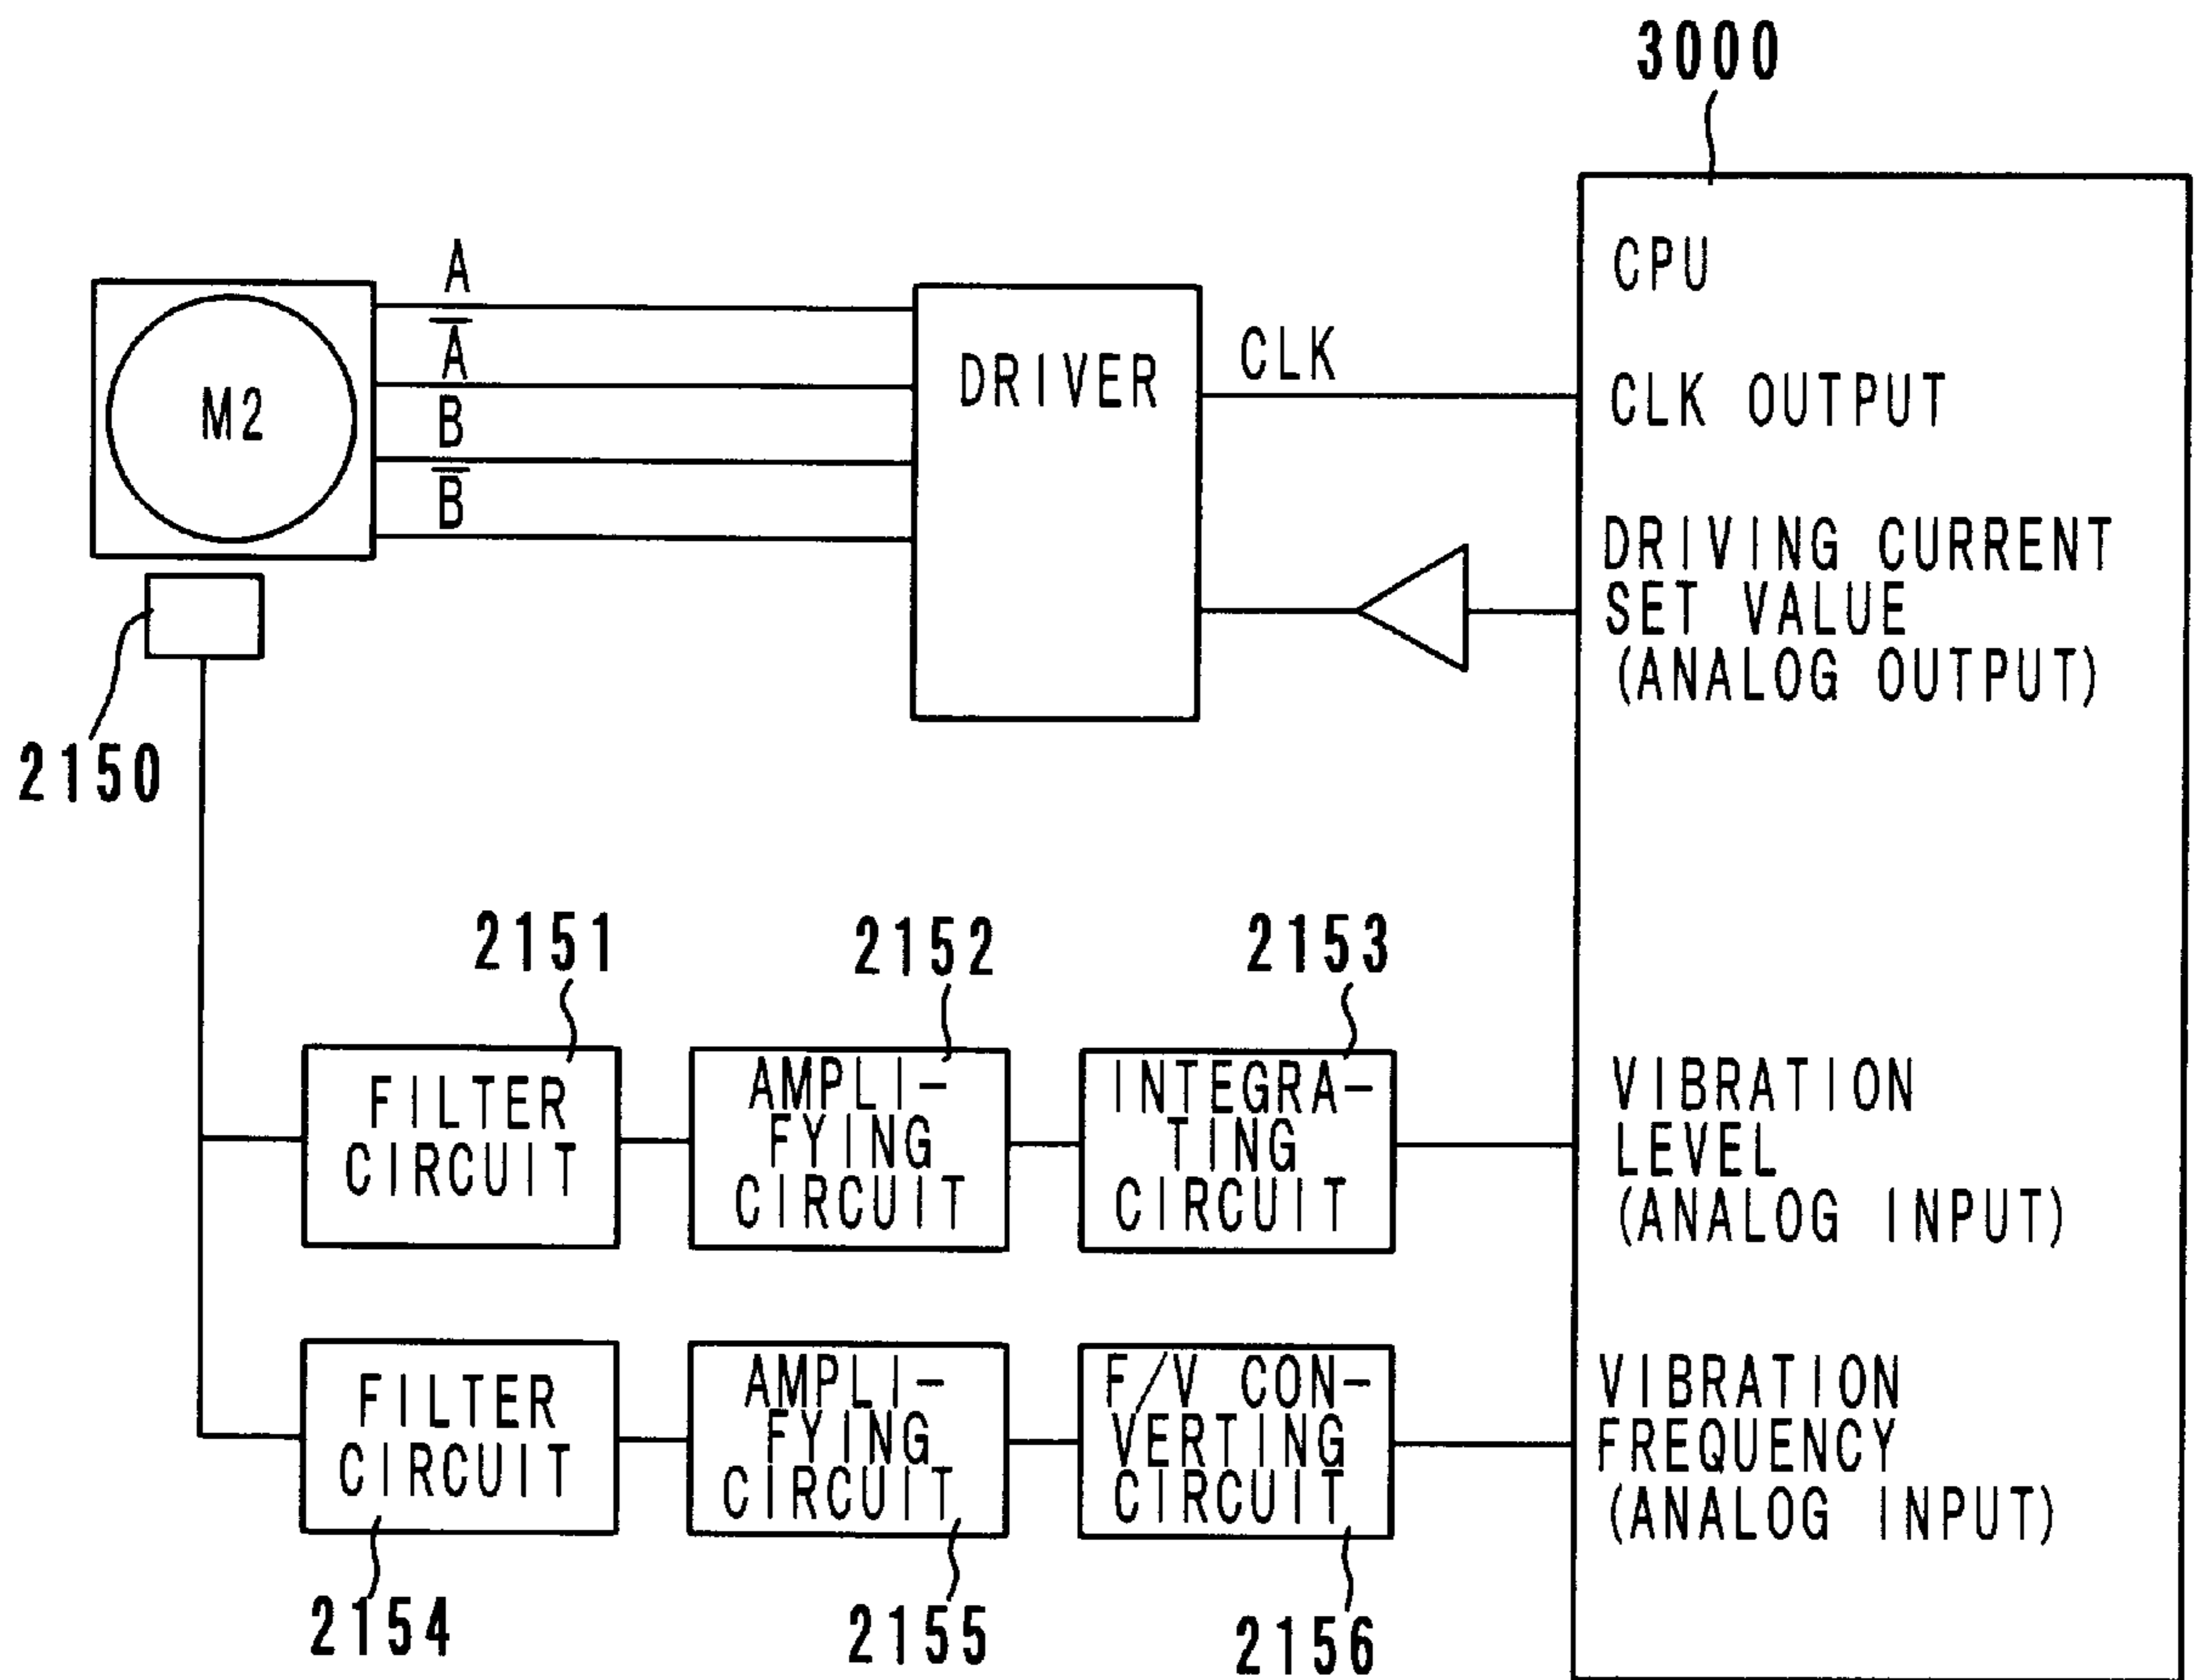 3000
CPU
A
A̅
M2
B
B̅
DRIVER
CLK
CLK OUTPUT
DRIVING CURRENT
SET VALUE
(ANALOG OUTPUT)
2150
2151
2152
2153
FILTER
CIRCUIT
AMPLI-
FYING
CIRCUIT
INTEGRA-
TING
CIRCUIT
VIBRATION
LEVEL
(ANALOG INPUT)
FILTER
CIRCUIT
AMPLI-
FYING
CIRCUIT
F/V CON-
VERTING
CIRCUIT
VIBRATION
FREQUENCY
(ANALOG INPUT)
2154
2155
2156